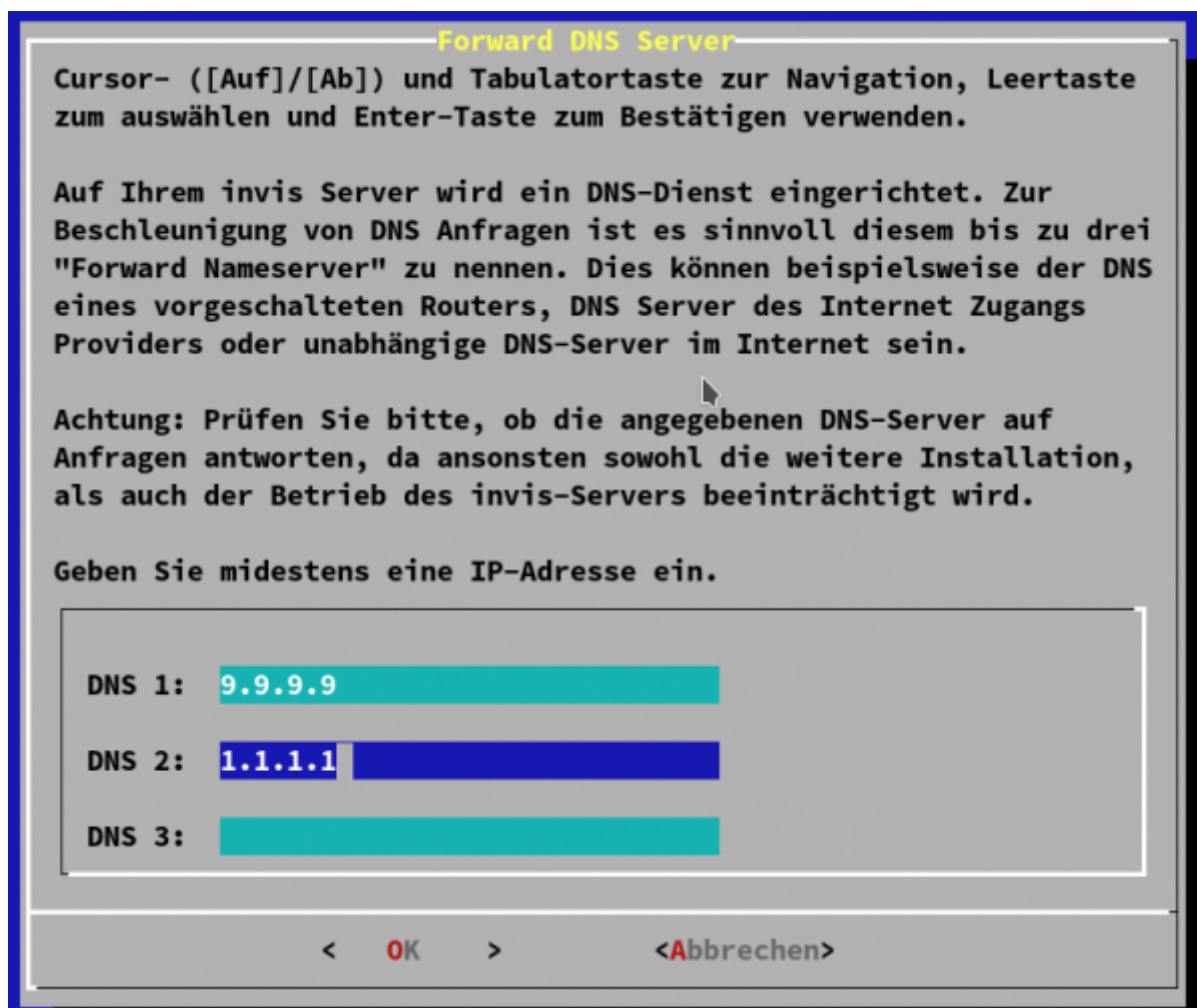 Forward DNS Server
Cursor- ([Auf]/[Ab]) und Tabulatortaste zur Navigation, Leertaste
zum auswählen und Enter-Taste zum Bestätigen verwenden.
Auf Ihrem invis Server wird ein DNS-Dienst eingerichtet. Zur
Beschleunigung von DNS Anfragen ist es sinnvoll diesem bis zu drei
"Forward Nameserver" zu nennen. Dies können beispielsweise der DNS
eines vorgeschalteten Routers, DNS Server des Internet Zugangs
Providers oder unabhängige DNS-Server im Internet sein.
Achtung: Prüfen Sie bitte, ob die angegebenen DNS-Server auf
Anfragen antworten, da ansonsten sowohl die weitere Installation,
als auch der Betrieb des invis-Servers beeinträchtigt wird.
Geben Sie midestens eine IP-Adresse ein.
DNS 1: 9.9.9.9
DNS 2: 1.1.1.1
DNS 3:
< OK > <Abbrechen>